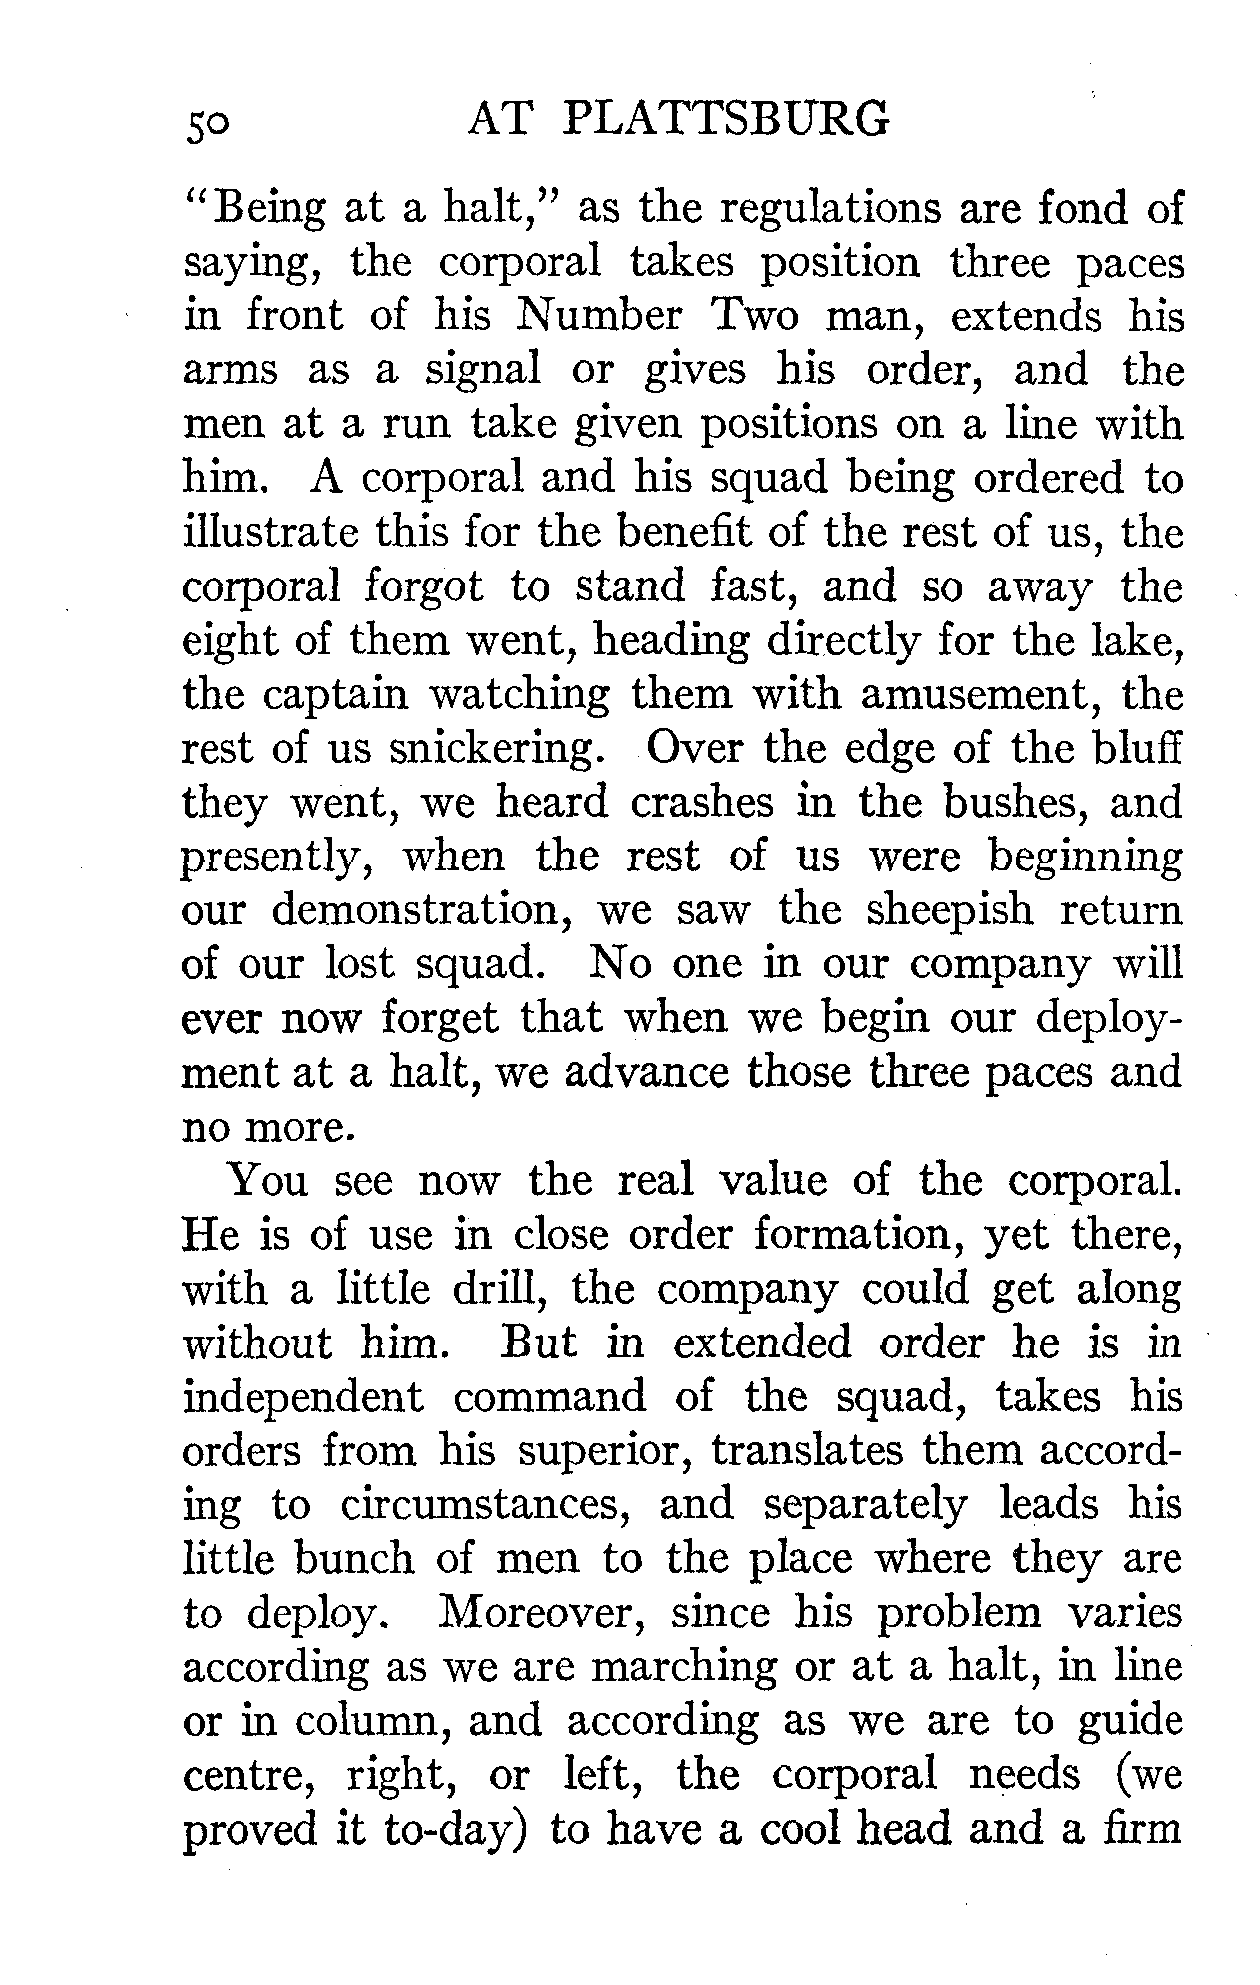 50 AT PLATTSBURG
"Being at a halt," as the regulations are fond of
saying, the corporal takes position three paces
in front of his Number Two man, extends his
arms as a signal or gives his order, and the
men at a run take given positions on a line with
him. A corporal and his squad being ordered to
illustrate this for the benefit of the rest of us, the
corporal forgot to stand fast, and so away the
eight of them went, heading directly for the lake,
the captain watching them with amusement, the
rest of us snickering. Over the edge of the bluff
they went, we heard crashes in the bushes, and
presently, when the rest of us were beginning
our demonstration, we saw the sheepish return
of our lost squad. No one in our company will
ever now forget that when we begin our deploy-
ment at a halt, we advance those three paces and
no more.
You see now the real value of the corporal.
He is of use in close order formation, yet there,
with a little drill, the company could get along
without him. But in extended order he is in
independent command of the squad, takes his
orders from his superior, translates them accord-
ing to circumstances, and separately leads his
little bunch of men to the place where they are
to deploy. Moreover, since his problem varies
according as we are marching or at a halt, in line
or in column, and according as we are to guide
centre, right, or left, the corporal needs (we
proved it to-day) to have a cool head and a firm